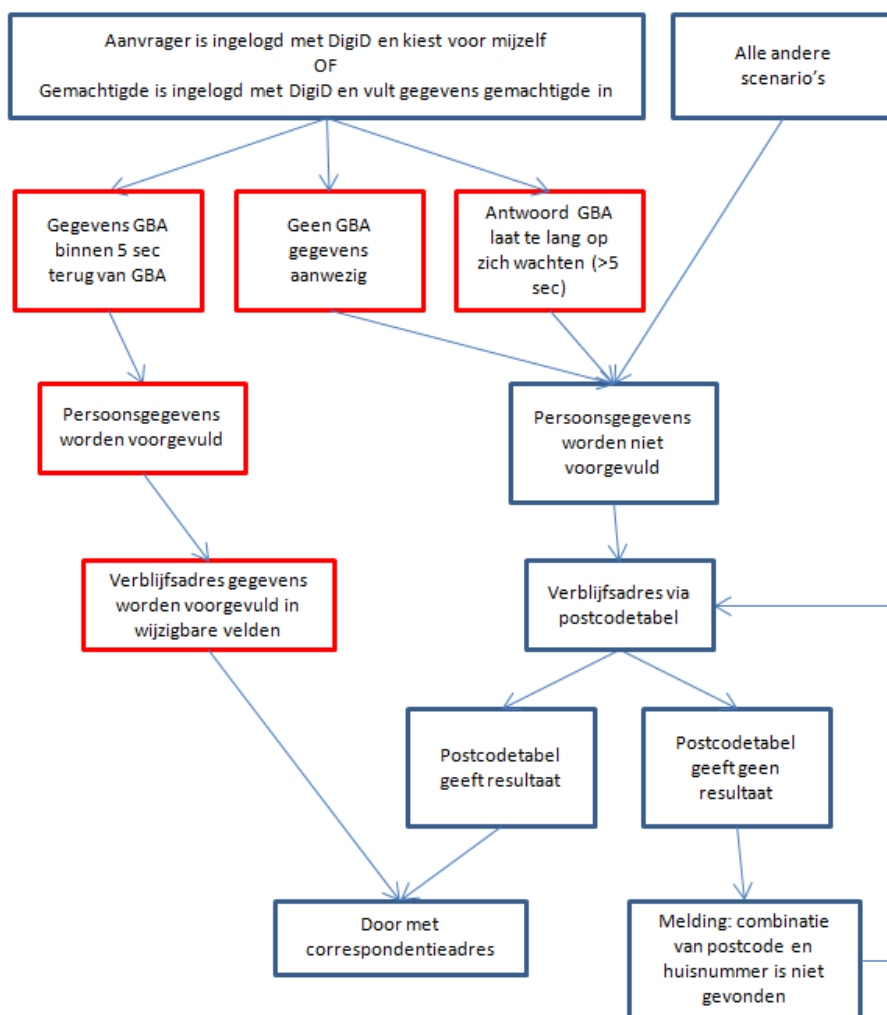 Aanvrager is ingelogd met DigiD en kiest voor mijzelf
OF
Gemachtigde is ingelogd met DigiD en vult gegevens gemachtigde in
Alle andere
scenario's
Gegevens GBA
binnen 5 sec
terug van GBA
Geen GBA
gegevens
aanwezig
Antwoord GBA
laat te lang op
zich wachten (>5
sec)
Persoonsgegevens
worden voorgevuld
Persoonsgegevens
worden niet
voorgevuld
Verblijfsadres gegevens
worden voorgevuld in
wijzigbare velden
Verblijfsadres via
postcodetabel
Postcodetabel
geeft resultaat
Postcodetabel
geeft geen
resultaat
Door met
correspondentieadres
Melding: combinatie
van postcode en
huisnummer is niet
gevonden